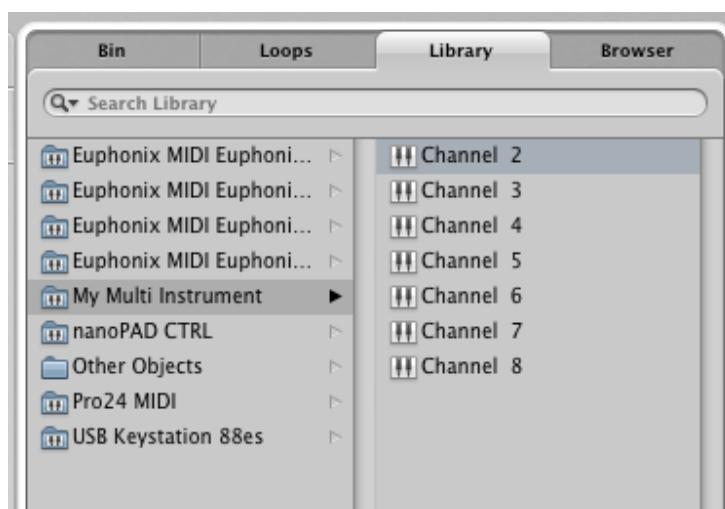 Bin Loops Library Browser
Search Library
Euphonix MIDI Euphoni...
Euphonix MIDI Euphoni...
Euphonix MIDI Euphoni...
Euphonix MIDI Euphoni...
My Multi Instrument
nanoPAD CTRL
Other Objects
Pro24 MIDI
USB Keystation 88es
Channel 2
Channel 3
Channel 4
Channel 5
Channel 6
Channel 7
Channel 8